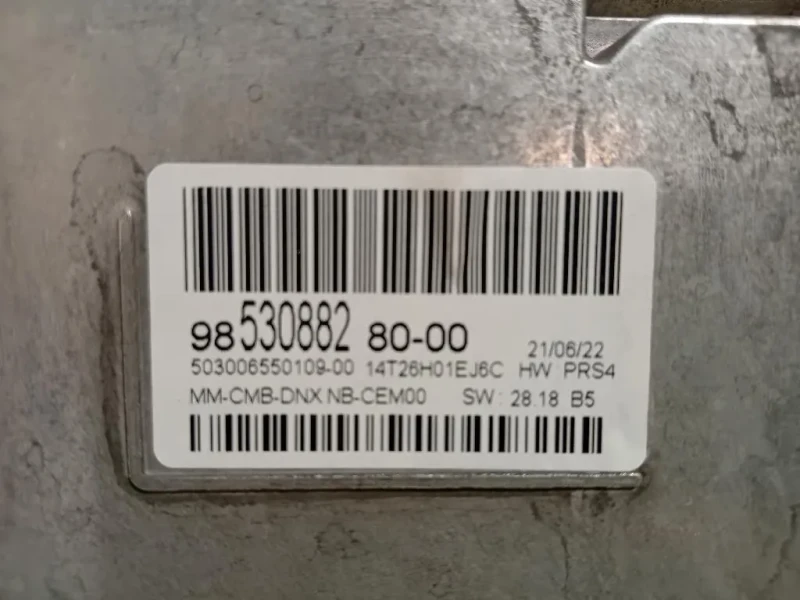 98 530882 80-00 21/06/22
503006550109-00 14T26H01EJ6C HW PRS4
MM-CMB-DNX NB-CEM00 SW: 28.18 B5